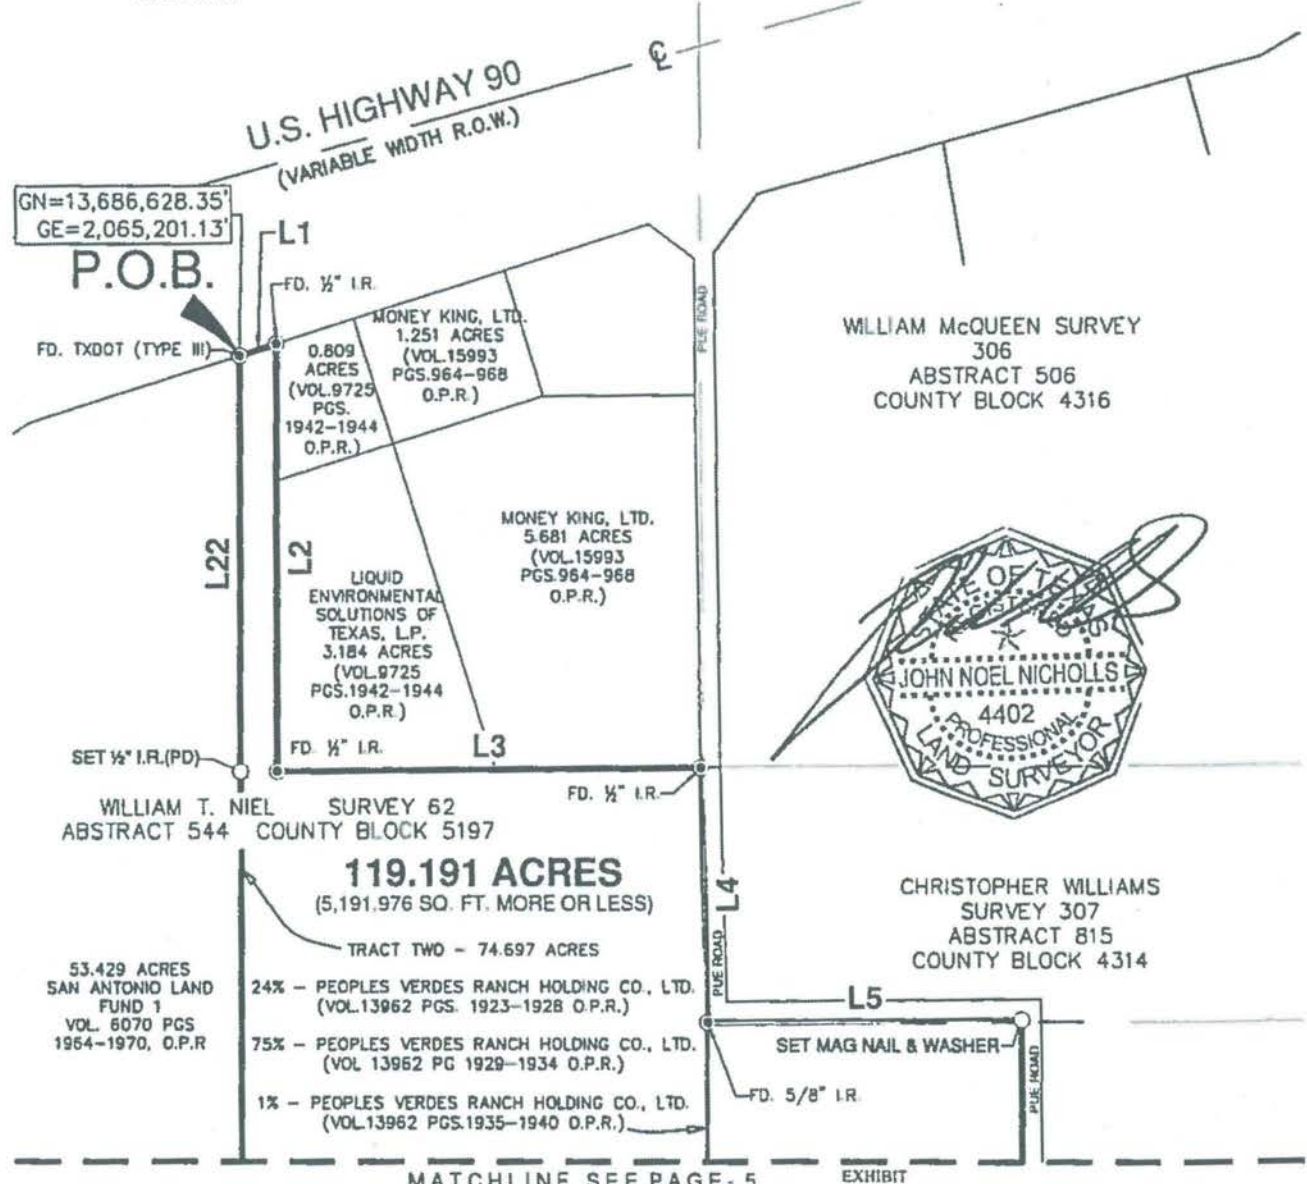 U.S. HIGHWAY 90
(VARIABLE WIDTH R.O.W.)
℄
GN=13,686,628.35'
GE=2,065,201.13'
P.O.B.
L1
FD. ½" I.R.
FD. TXDOT (TYPE III)
0.809
ACRES
(VOL.9725
PGS.
1942-1944
O.P.R.)
MONEY KING, LTD.
1.251 ACRES
(VOL.15993
PGS.964-968
O.P.R.)
PUE ROAD
WILLIAM McQUEEN SURVEY
306
ABSTRACT 506
COUNTY BLOCK 4316
L22
L2
LIQUID
ENVIRONMENTAL
SOLUTIONS OF
TEXAS, L.P.
3.184 ACRES
(VOL.9725
PGS.1942-1944
O.P.R.)
MONEY KING, LTD.
5.681 ACRES
(VOL.15993
PGS.964-968
O.P.R.)
STATE OF TEXAS
REGISTERED
JOHN NOEL NICHOLLS
4402
PROFESSIONAL
LAND SURVEYOR
SET ½" I.R.(PD)
FD. ½" I.R.
L3
FD. ½" I.R.
WILLIAM T. NIEL SURVEY 62
ABSTRACT 544 COUNTY BLOCK 5197
119.191 ACRES
(5,191,976 SQ. FT. MORE OR LESS)
TRACT TWO - 74.697 ACRES
L4
PUE ROAD
CHRISTOPHER WILLIAMS
SURVEY 307
ABSTRACT 815
COUNTY BLOCK 4314
53.429 ACRES
SAN ANTONIO LAND
FUND 1
VOL. 6070 PGS
1964-1970, O.P.R
24% - PEOPLES VERDES RANCH HOLDING CO., LTD.
(VOL.13962 PGS. 1923-1928 O.P.R.)
75% - PEOPLES VERDES RANCH HOLDING CO., LTD.
(VOL 13962 PG 1929-1934 O.P.R.)
1% - PEOPLES VERDES RANCH HOLDING CO., LTD.
(VOL.13962 PGS.1935-1940 O.P.R.)
L5
SET MAG NAIL & WASHER
FD. 5/8" I.R.
PUE ROAD
MATCHLINE SEE PAGE- 5
EXHIBIT